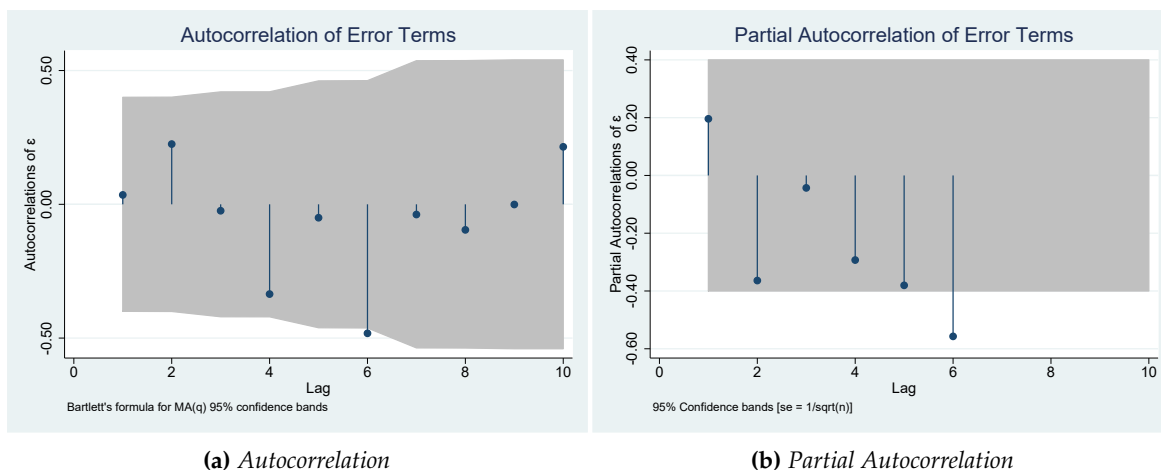 Autocorrelation of Error Terms
Autocorrelations of ε
0.50
0.00
-0.50
0 2 4 6 8 10
Lag
Bartlett's formula for MA(q) 95% confidence bands
(a) Autocorrelation
Partial Autocorrelation of Error Terms
Partial Autocorrelations of ε
0.40
0.20
0.00
-0.20
-0.40
-0.60
0 2 4 6 8 10
Lag
95% Confidence bands [se = 1/sqrt(n)]
(b) Partial Autocorrelation